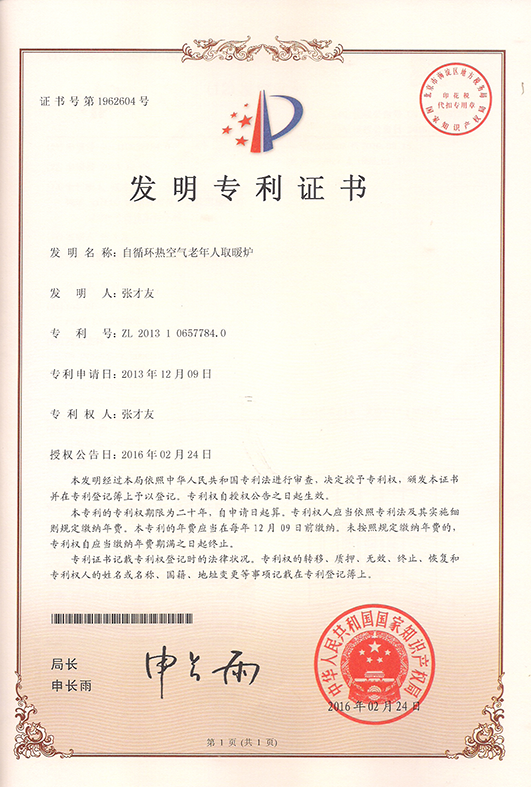 证书号第1962604号
北京市海淀区地方税务局
印花税
代扣专用章
国家知识产权局
发明专利证书
发明名称：自循环热空气老年人取暖炉
发明人：张才友
专利号：ZL 2013 1 0657784.0
专利申请日：2013年12月09日
专利权人：张才友
授权公告日：2016年02月24日
本发明经过本局依照中华人民共和国专利法进行审查，决定授予专利权，颁发本证书
并在专利登记簿上予以登记。专利权自授权公告之日起生效。
本专利的专利权期限为二十年，自申请日起算。专利权人应当依照专利法及其实施细
则规定缴纳年费。本专利的年费应当在每年12月09日前缴纳。未按照规定缴纳年费的，
专利权自应当缴纳年费期满之日起终止。
专利证书记载专利权登记时的法律状况。专利权的转移、质押、无效、终止、恢复和
专利权人的姓名或名称、国籍、地址变更等事项记载在专利登记簿上。
局长
申长雨
申长雨
中华人民共和国国家知识产权局
2016年02月24日
第1页(共1页)